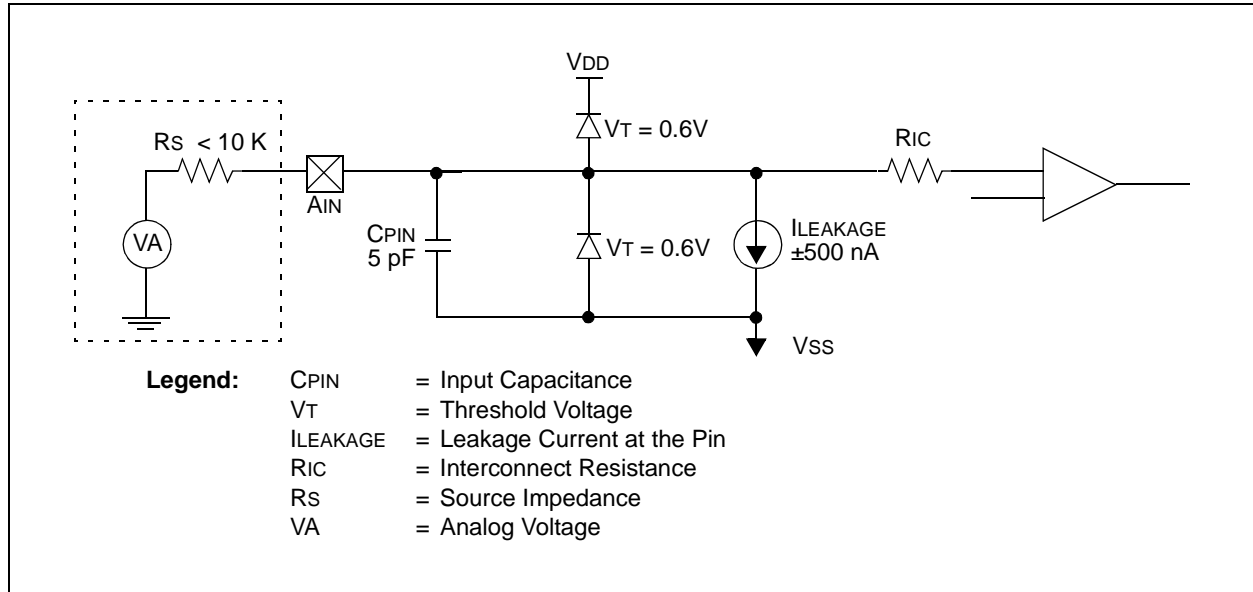 VDD
VT = 0.6V
RS < 10 K
RIC
AIN
VA
CPIN
5 pF
VT = 0.6V
ILEAKAGE
±500 nA
VSS
Legend: CPIN = Input Capacitance
VT = Threshold Voltage
ILEAKAGE = Leakage Current at the Pin
RIC = Interconnect Resistance
RS = Source Impedance
VA = Analog Voltage